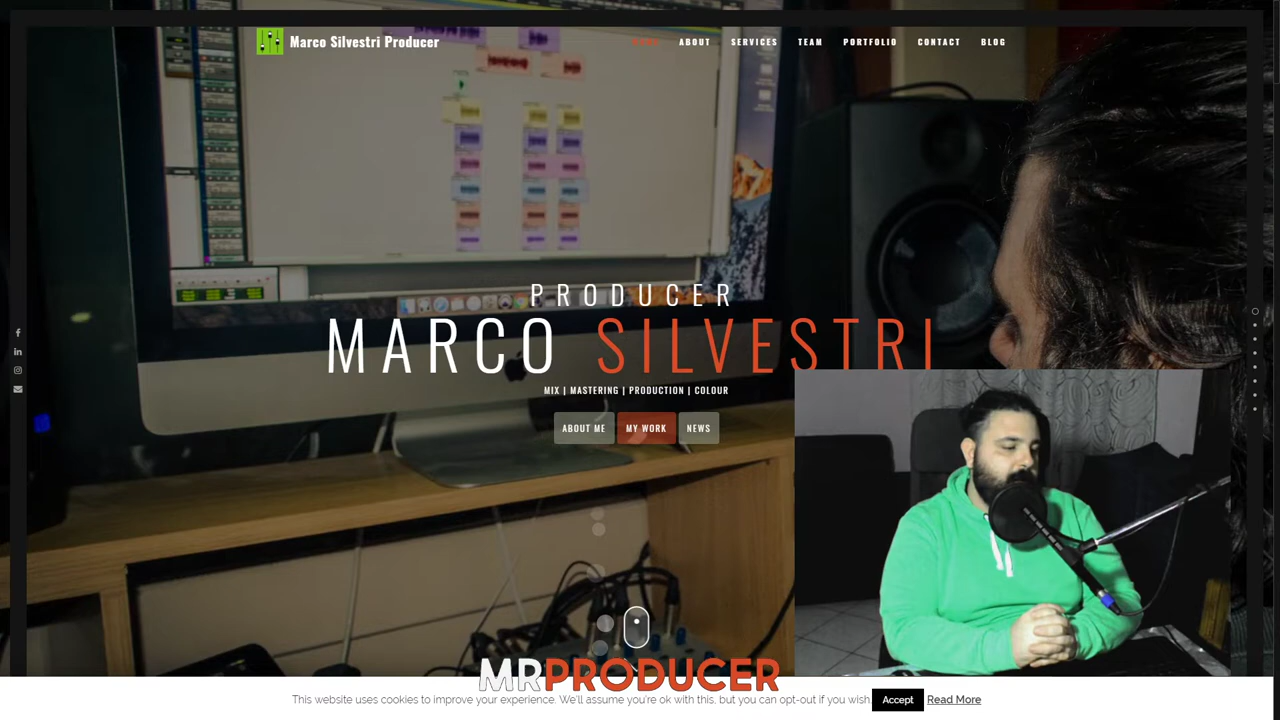 Marco Silvestri Producer
HOME ABOUT SERVICES TEAM PORTFOLIO CONTACT BLOG
PRODUCER
MARCO SILVESTRI
MIX | MASTERING | PRODUCTION | COLOUR
ABOUT ME MY WORK NEWS
MRPRODUCER
This website uses cookies to improve your experience. We'll assume you're ok with this, but you can opt-out if you wish. Accept Read More